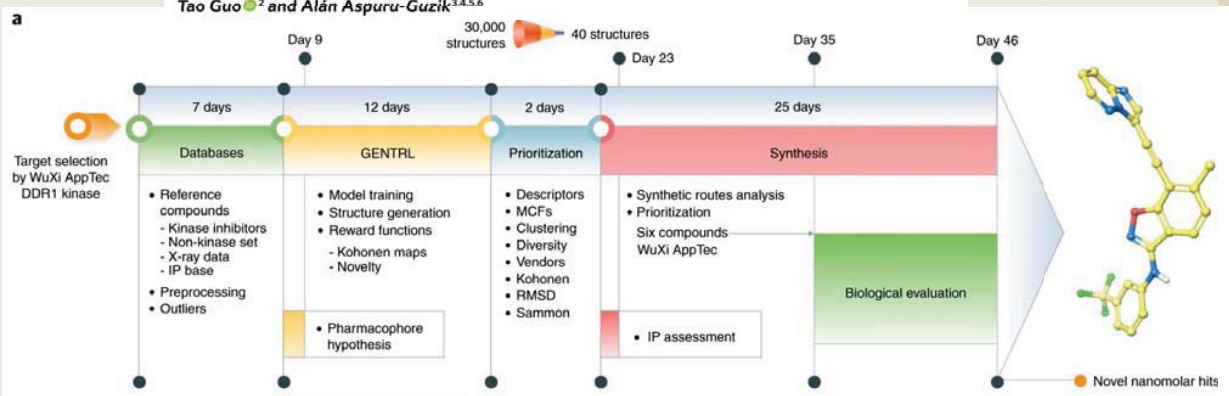 Tao Guo 2 and Alán Aspuru-Guzik3,4,5,6
a
30,000
structures
40 structures
Day 9
Day 23
Day 35
Day 46
7 days
12 days
2 days
25 days
Databases
GENTRL
Prioritization
Synthesis
Target selection
by WuXi AppTec
DDR1 kinase
• Reference
compounds
- Kinase inhibitors
- Non-kinase set
- X-ray data
- IP base
• Preprocessing
• Outliers
• Model training
• Structure generation
• Reward functions
- Kohonen maps
- Novelty
• Pharmacophore
hypothesis
• Descriptors
• MCFs
• Clustering
• Diversity
• Vendors
• Kohonen
• RMSD
• Sammon
• Synthetic routes analysis
• Prioritization
Six compounds
WuXi AppTec
• IP assessment
Biological evaluation
Novel nanomolar hits